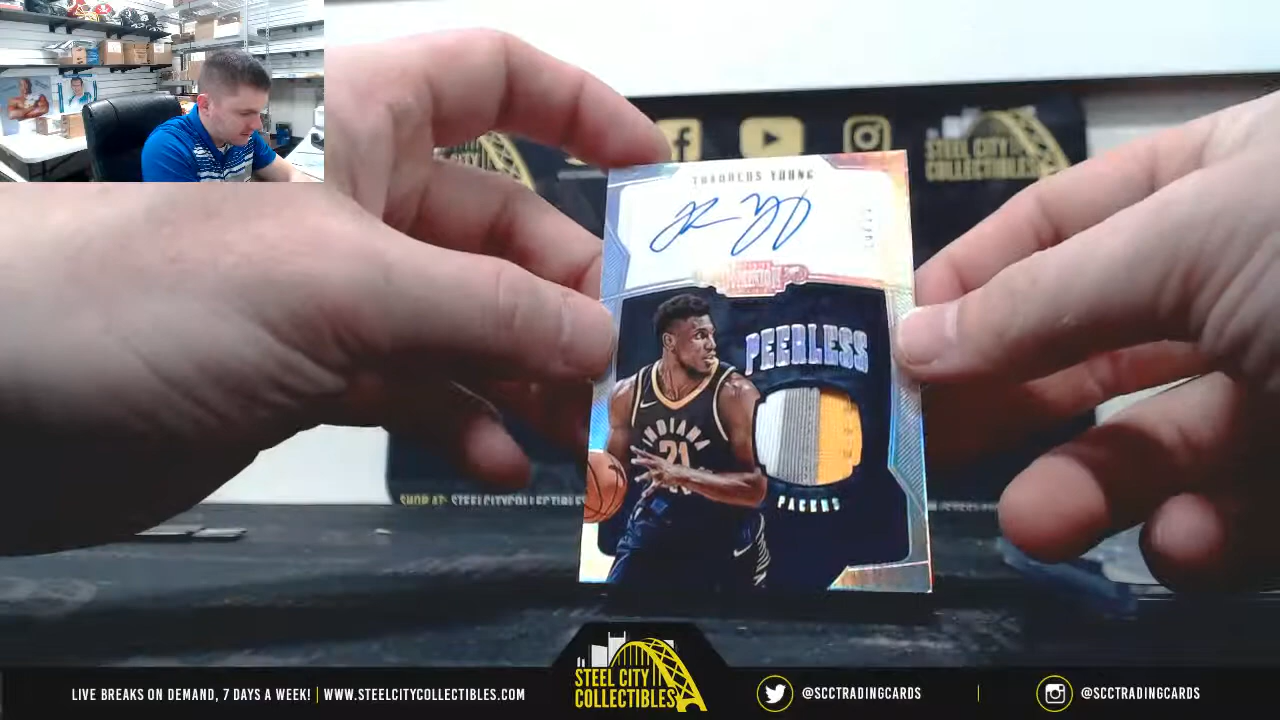 THADDEUS YOUNG
PEERLESS
INDIANA
21
PACERS
STEEL CITY
COLLECTIBLES
SHOP AT: STEELCITYCOLLECTIBLES
LIVE BREAKS ON DEMAND, 7 DAYS A WEEK! | WWW.STEELCITYCOLLECTIBLES.COM
STEEL CITY
COLLECTIBLES
@SCCTRADINGCARDS
@SCCTRADINGCARDS